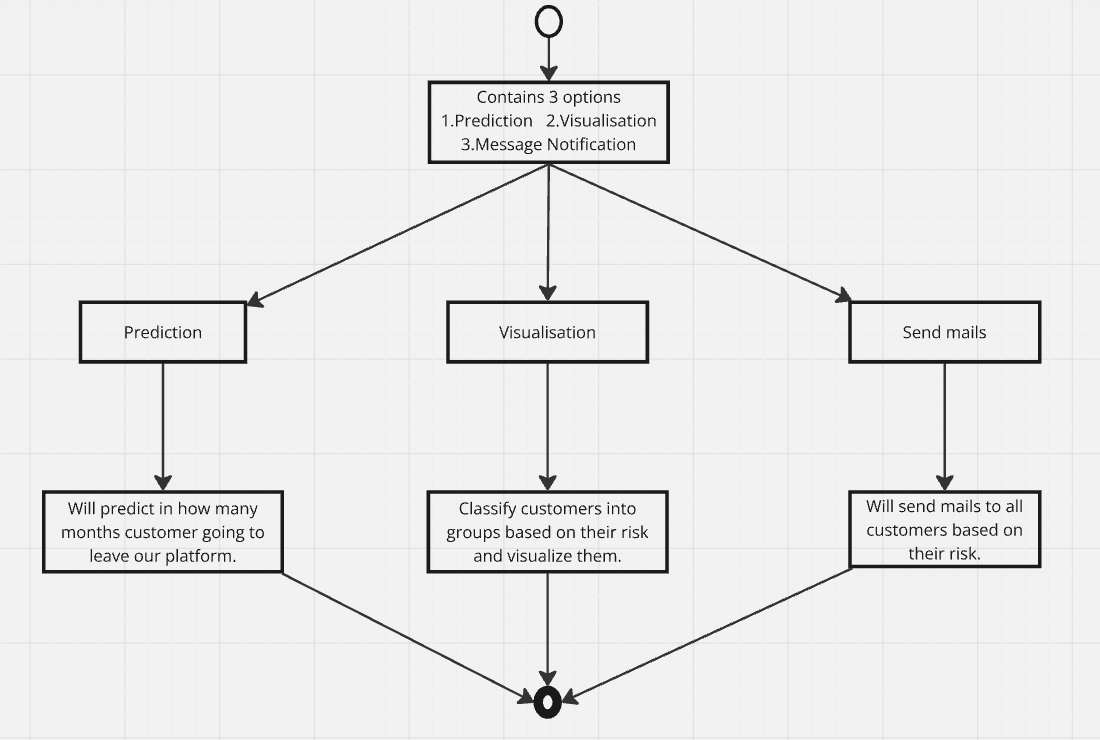 Contains 3 options
1.Prediction 2.Visualisation
3.Message Notification
Prediction
Visualisation
Send mails
Will predict in how many
months customer going to
leave our platform.
Classify customers into
groups based on their risk
and visualize them.
Will send mails to all
customers based on
their risk.